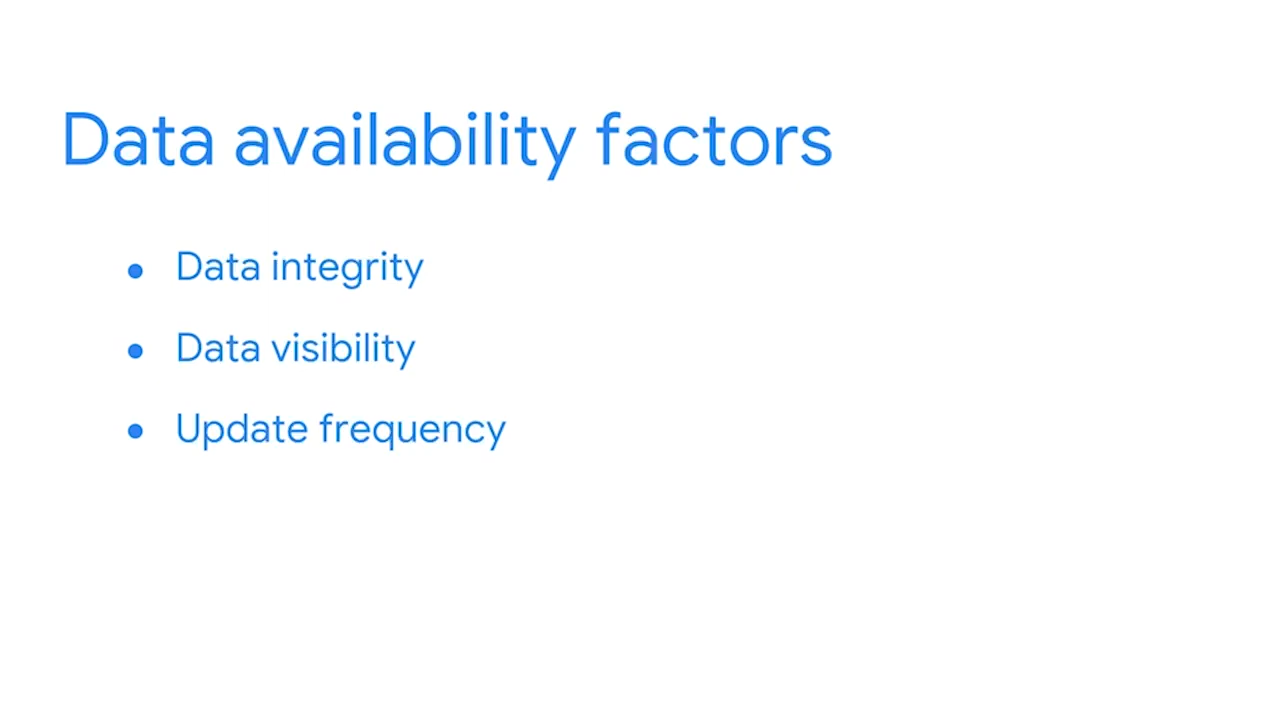 Data availability factors
● Data integrity
● Data visibility
● Update frequency